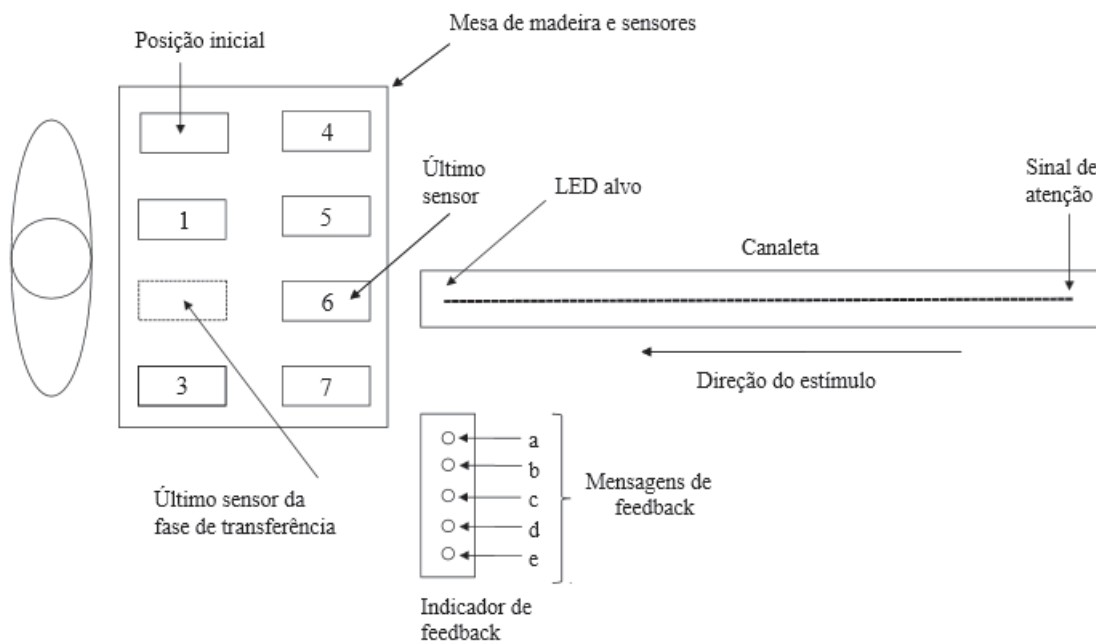 Mesa de madeira e sensores
Posição inicial
4
Último
sensor
LED alvo
Sinal de
atenção
1
5
Canaleta
6
3
7
Direção do estímulo
a
b
c
d
e
Mensagens de
feedback
Último sensor da
fase de transferência
Indicador de
feedback